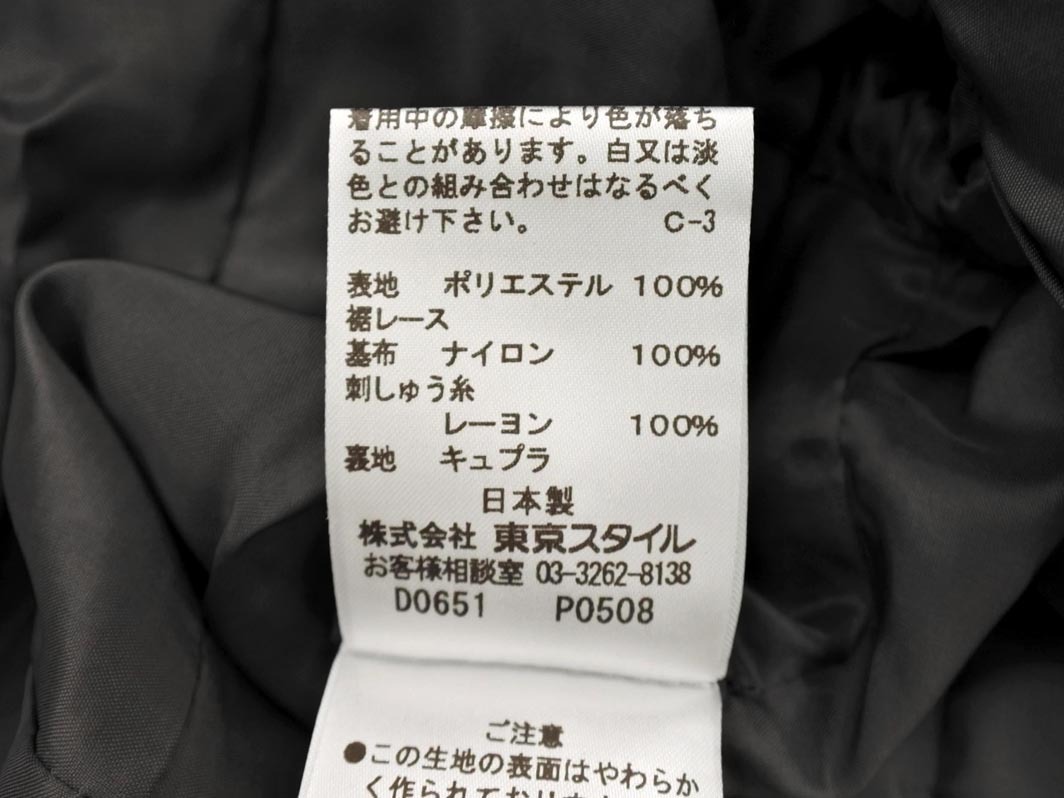 着用中の摩擦により色が落ち
ることがあります。白又は淡
色との組み合わせはなるべく
お避け下さい。 C-3
表地 ポリエステル 100%
裾レース
基布 ナイロン 100%
刺しゅう糸
レーヨン 100%
裏地 キュプラ
日本製
株式会社 東京スタイル
お客様相談室 03-3262-8138
D0651 P0508
ご注意
●この生地の表面はやわらか
く作られており